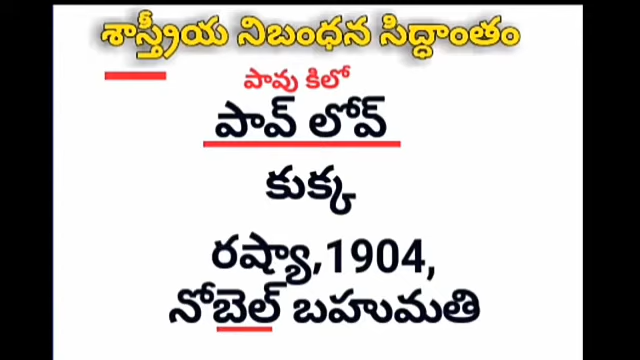 శాస్త్రీయ నిబంధన సిద్ధాంతం
పావు కిలో
పావ్ లోవ్
కుక్క
రష్యా,1904,
నోబెల్ బహుమతి